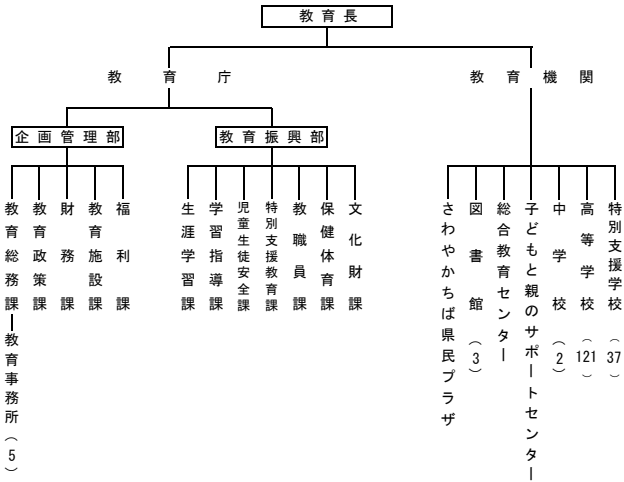 教育長
教育庁
教育機関
企画管理部
教育振興部
教育総務課
教育政策課
財務課
教育施設課
福利課
生涯学習課
学習指導課
児童生徒安全課
特別支援教育課
教職員課
保健体育課
文化財課
さわやかちば県民プラザ
図書館（3）
総合教育センター
子どもと親のサポートセンター
中学校（2）
高等学校（121）
特別支援学校（37）
教育事務所（5）